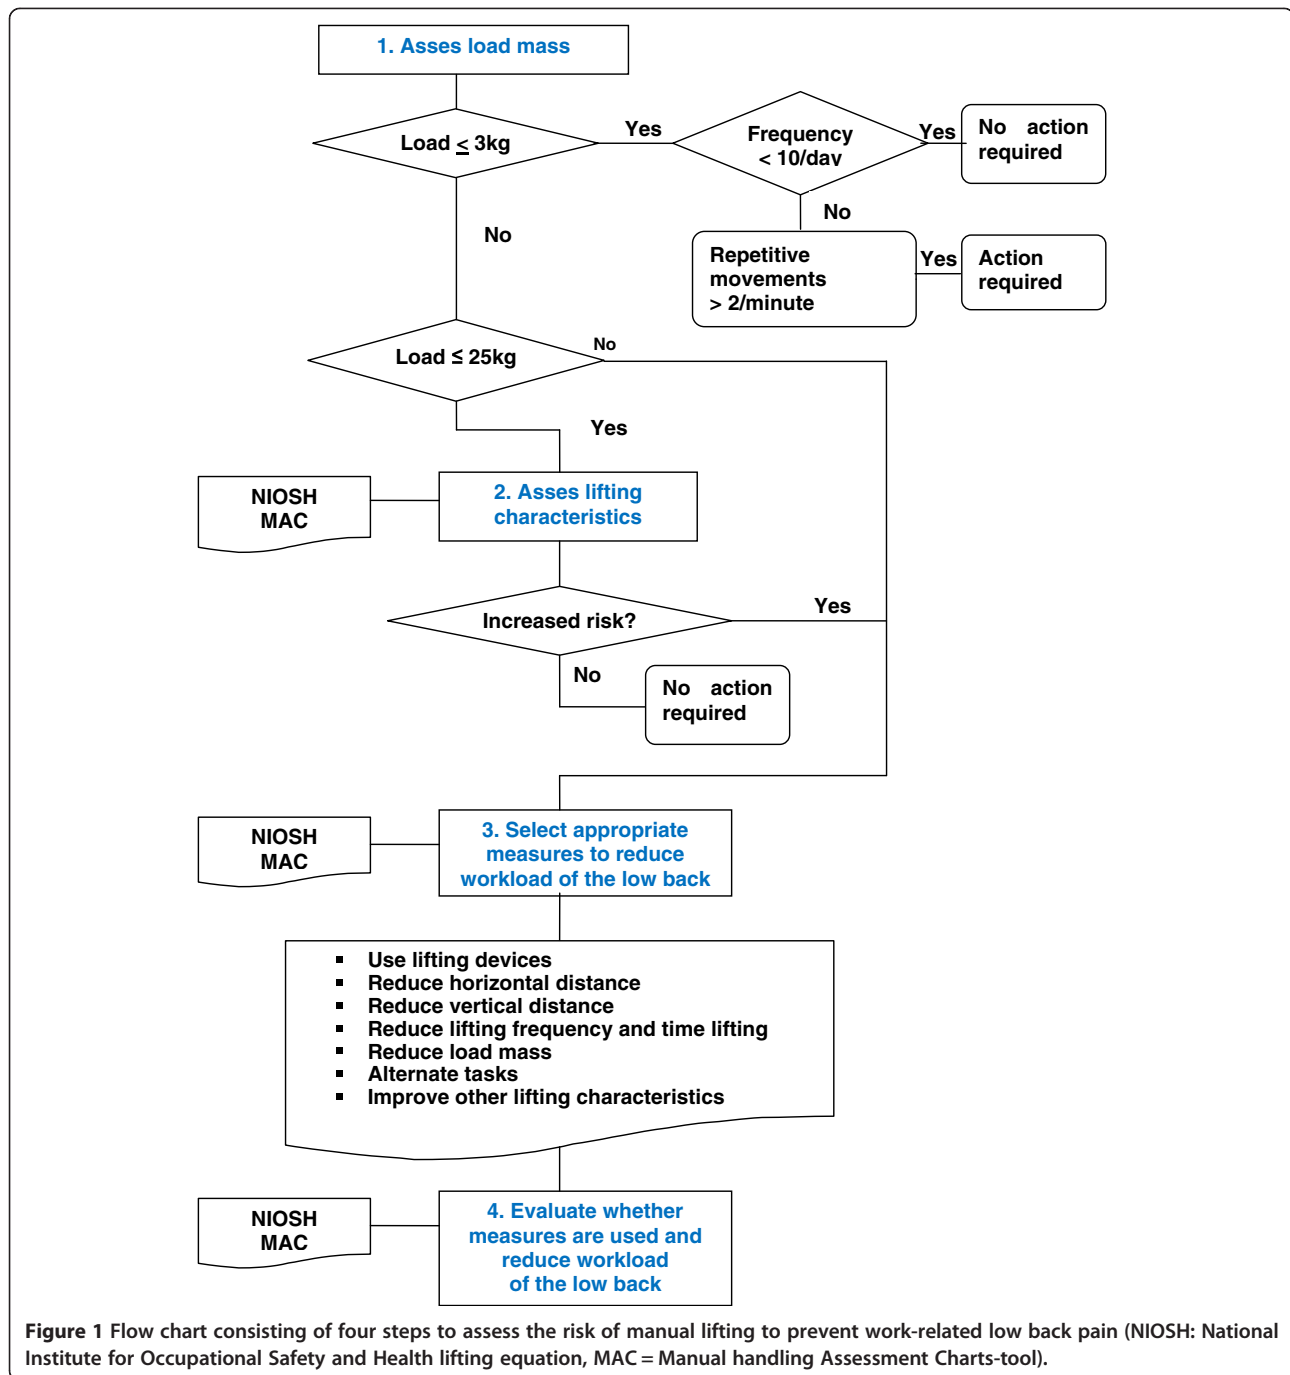 1. Asses load mass
Load ≤ 3kg
Yes
Frequency
< 10/day
Yes
No action
required
No
No
Repetitive
movements
> 2/minute
Yes
Action
required
Load ≤ 25kg
No
Yes
NIOSH
MAC
2. Asses lifting
characteristics
Increased risk?
Yes
No
No action
required
NIOSH
MAC
3. Select appropriate
measures to reduce
workload of the low back
▪ Use lifting devices
▪ Reduce horizontal distance
▪ Reduce vertical distance
▪ Reduce lifting frequency and time lifting
▪ Reduce load mass
▪ Alternate tasks
▪ Improve other lifting characteristics
NIOSH
MAC
4. Evaluate whether
measures are used and
reduce workload
of the low back
Figure 1 Flow chart consisting of four steps to assess the risk of manual lifting to prevent work-related low back pain (NIOSH: National
Institute for Occupational Safety and Health lifting equation, MAC = Manual handling Assessment Charts-tool).